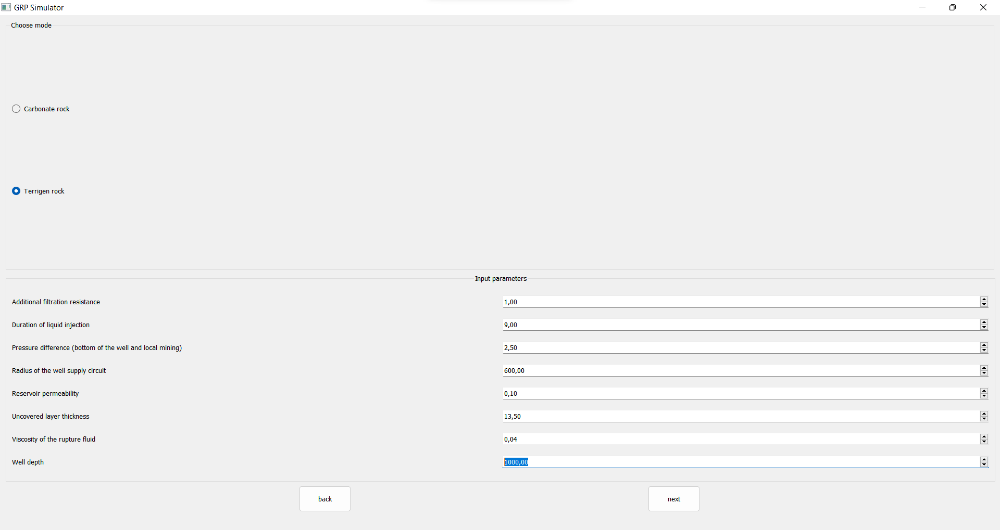 GRP Simulator
Choose mode
Carbonate rock
Terrigen rock
Input parameters
Additional filtration resistance 1,00
Duration of liquid injection 9,00
Pressure difference (bottom of the well and local mining) 2,50
Radius of the well supply circuit 600,00
Reservoir permeability 0,10
Uncovered layer thickness 13,50
Viscosity of the rupture fluid 0,04
Well depth 1000,00
back next